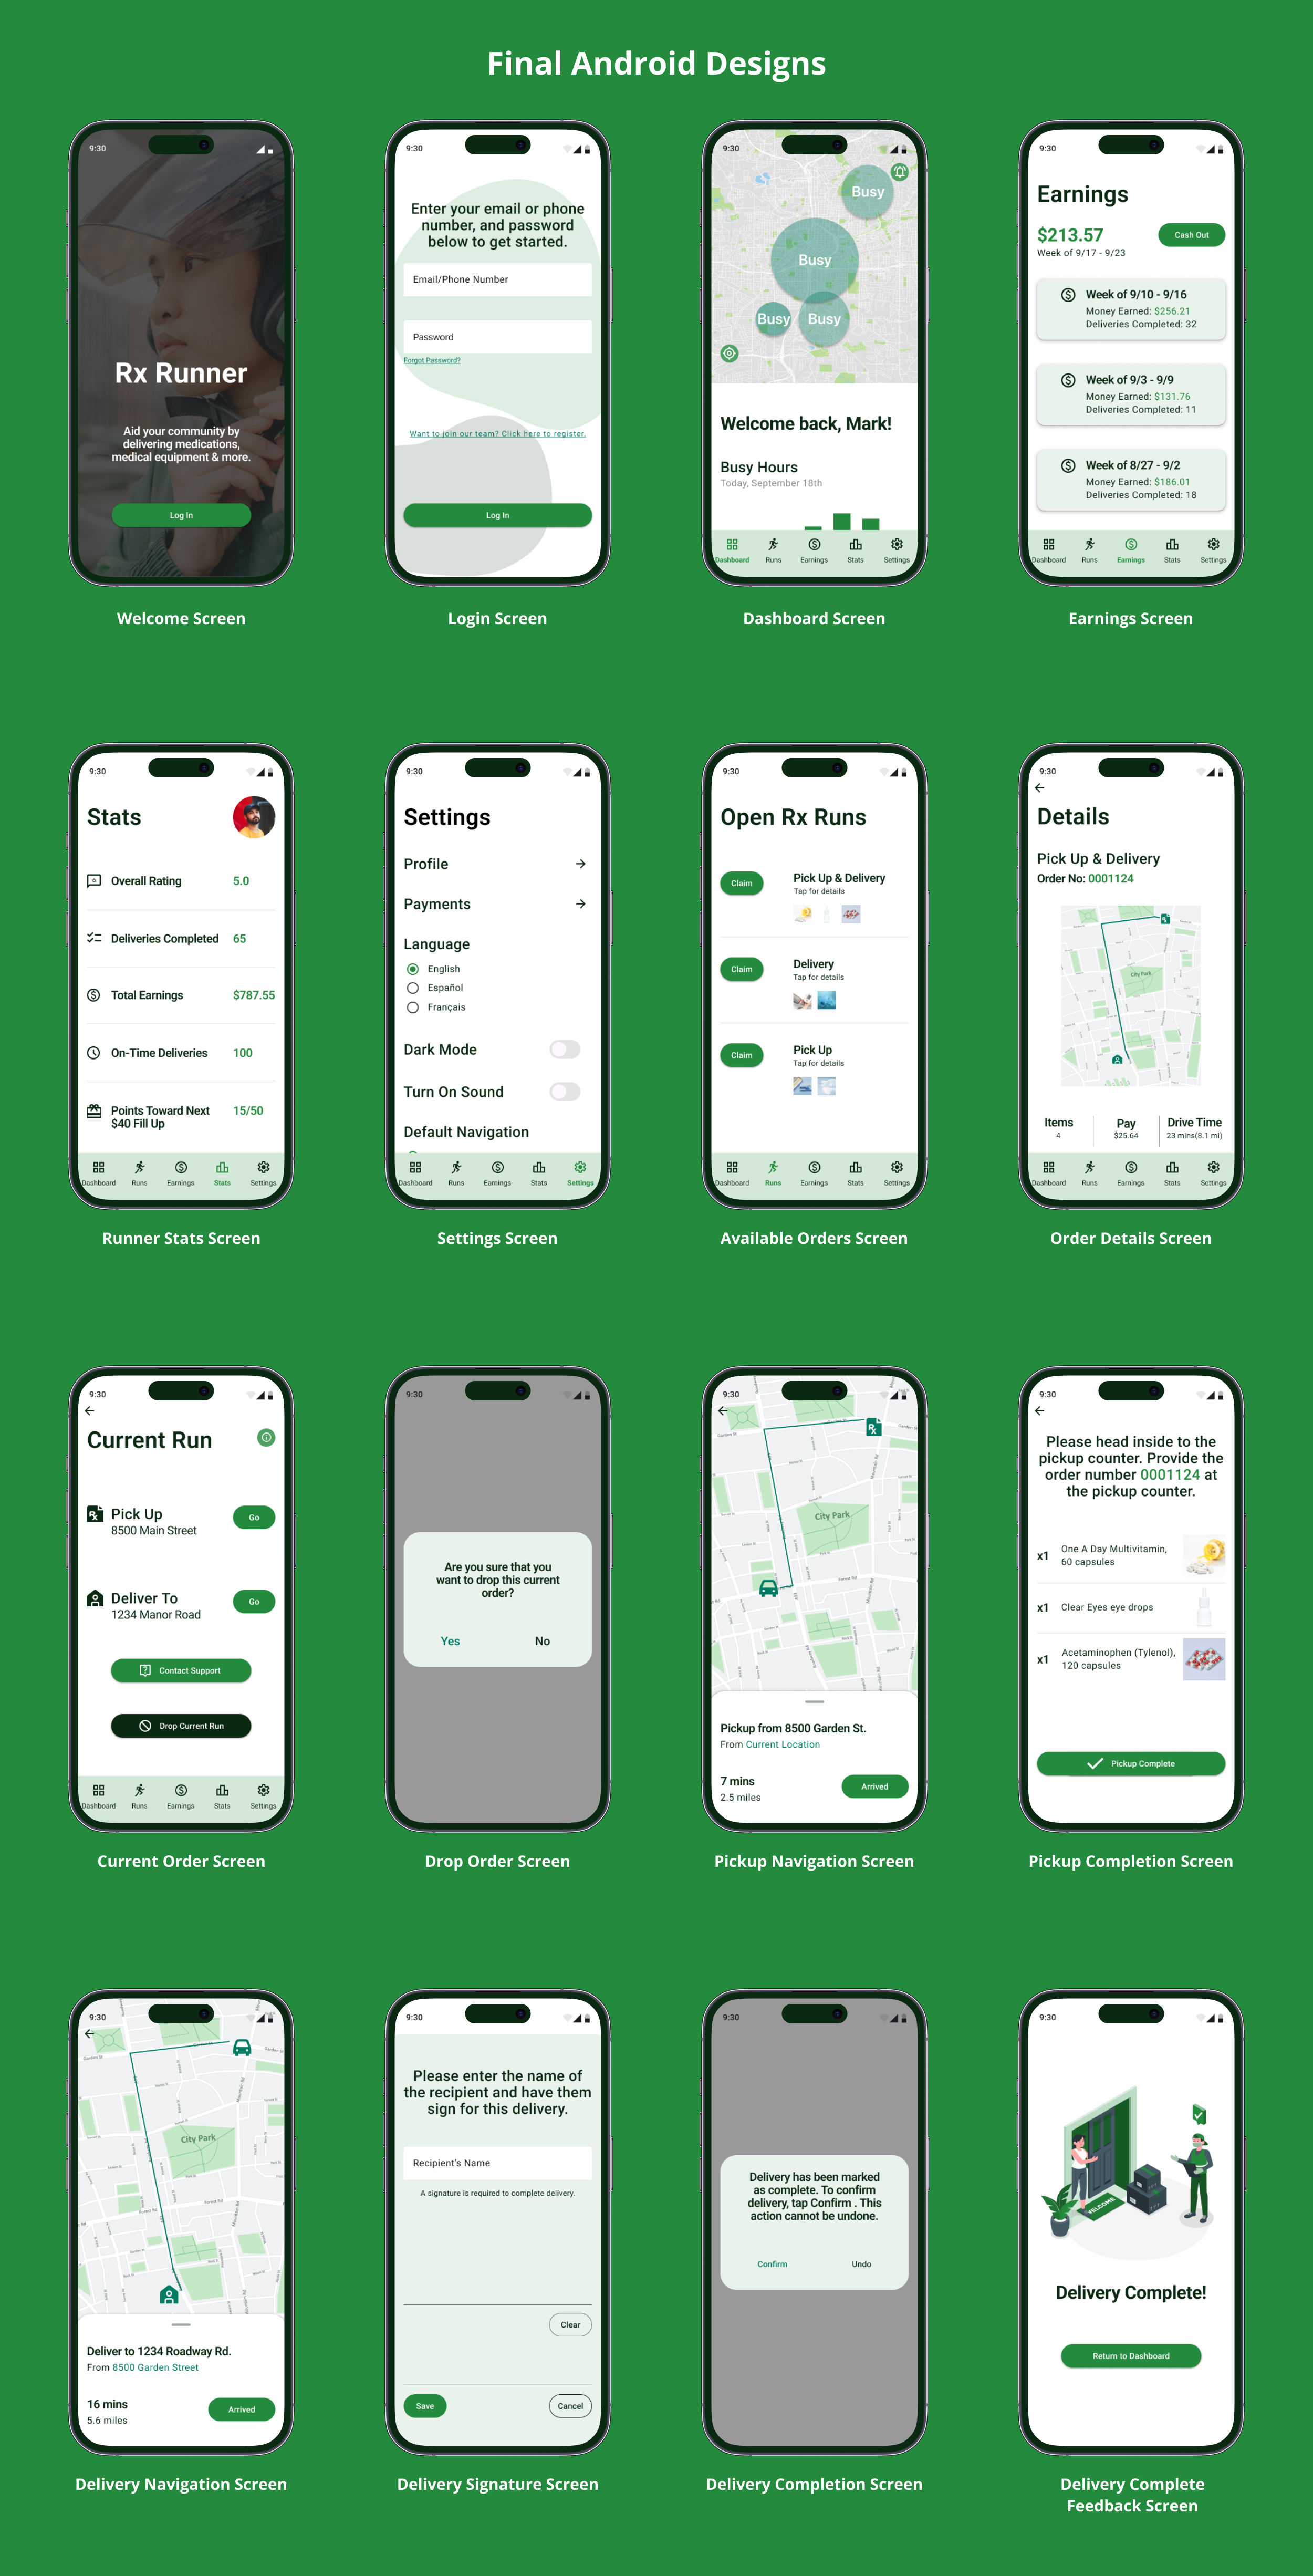 Final Android Designs
9:30
Rx Runner
Aid your community by
delivering medications,
medical equipment & more.
Log In
Welcome Screen
9:30
Enter your email or phone
number, and password
below to get started.
Email/Phone Number
Password
Forgot Password?
Want to join our team? Click here to register.
Log In
Login Screen
9:30
Busy
Busy
Busy
Busy
Welcome back, Mark!
Busy Hours
Today, September 18th
Dashboard
Runs
Earnings
Stats
Settings
Dashboard Screen
9:30
Earnings
$213.57
Cash Out
Week of 9/17 - 9/23
Week of 9/10 - 9/16
Money Earned: $256.21
Deliveries Completed: 32
Week of 9/3 - 9/9
Money Earned: $131.76
Deliveries Completed: 11
Week of 8/27 - 9/2
Money Earned: $186.01
Deliveries Completed: 18
Dashboard
Runs
Earnings
Stats
Settings
Earnings Screen
9:30
Stats
Overall Rating
5.0
Deliveries Completed
65
Total Earnings
$787.55
On-Time Deliveries
100
Points Toward Next
$40 Fill Up
15/50
Dashboard
Runs
Earnings
Stats
Settings
Runner Stats Screen
9:30
Settings
Profile
Payments
Language
English
Español
Français
Dark Mode
Turn On Sound
Default Navigation
Dashboard
Runs
Earnings
Stats
Settings
Settings Screen
9:30
Open Rx Runs
Claim
Pick Up & Delivery
Tap for details
Claim
Delivery
Tap for details
Claim
Pick Up
Tap for details
Dashboard
Runs
Earnings
Stats
Settings
Available Orders Screen
9:30
Details
Pick Up & Delivery
Order No: 0001124
City Park
Items
4
Pay
$25.64
Drive Time
23 mins(8.1 mi)
Dashboard
Runs
Earnings
Stats
Settings
Order Details Screen
9:30
Current Run
Pick Up
8500 Main Street
Go
Deliver To
1234 Manor Road
Go
Contact Support
Drop Current Run
Dashboard
Runs
Earnings
Stats
Settings
Current Order Screen
9:30
Are you sure that you
want to drop this current
order?
Yes
No
Drop Order Screen
9:30
City Park
Pickup from 8500 Garden St.
From Current Location
7 mins
2.5 miles
Arrived
Pickup Navigation Screen
9:30
Please head inside to the
pickup counter. Provide the
order number 0001124 at
the pickup counter.
x1
One A Day Multivitamin,
60 capsules
x1
Clear Eyes eye drops
x1
Acetaminophen (Tylenol),
120 capsules
Pickup Complete
Pickup Completion Screen
9:30
City Park
Deliver to 1234 Roadway Rd.
From 8500 Garden Street
16 mins
5.6 miles
Arrived
Delivery Navigation Screen
9:30
Please enter the name of
the recipient and have them
sign for this delivery.
Recipient's Name
A signature is required to complete delivery.
Clear
Save
Cancel
Delivery Signature Screen
9:30
Delivery has been marked
as complete. To confirm
delivery, tap Confirm . This
action cannot be undone.
Confirm
Undo
Delivery Completion Screen
9:30
WELCOME
Delivery Complete!
Return to Dashboard
Delivery Complete
Feedback Screen